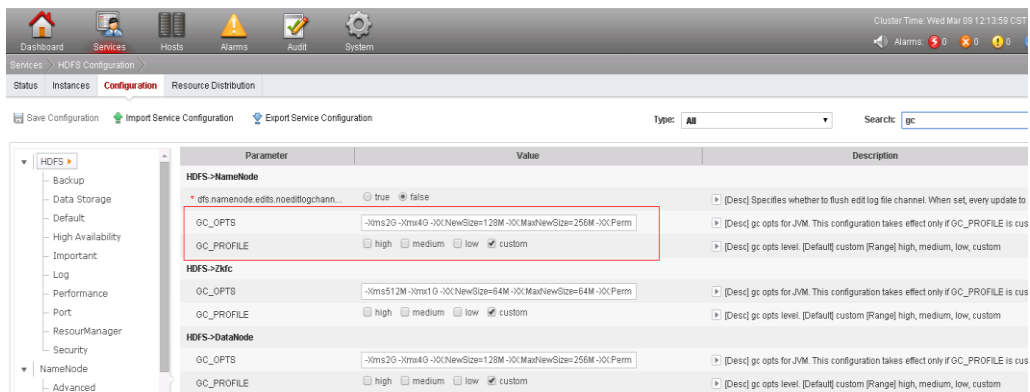 Cluster Time: Wed Mar 09 12:13:59 CST
Dashboard Services Hosts Alarms Audit System
Alarms: 0 0 0
Services HDFS Configuration
Status Instances Configuration Resource Distribution
Save Configuration Import Service Configuration Export Service Configuration Type: All Search: gc
Parameter Value Description
HDFS
Backup
Data Storage
Default
High Availability
Important
Log
Performance
Port
ResourManager
Security
NameNode
Advanced
HDFS->NameNode
* dfs.namenode.edits.noeditlogchann... true false [Desc] Specifies whether to flush edit log file channel. When set, every update to
GC_OPTS -Xms2G -Xmx4G -XX:NewSize=128M -XX:MaxNewSize=256M -XX:Perm [Desc] gc opts for JVM. This configuration takes effect only if GC_PROFILE is cus
GC_PROFILE high medium low custom [Desc] gc opts level. [Default] custom [Range] high, medium, low, custom
HDFS->Zkfc
GC_OPTS -Xms512M -Xmx1G -XX:NewSize=64M -XX:MaxNewSize=64M -XX:Perm [Desc] gc opts for JVM. This configuration takes effect only if GC_PROFILE is cus
GC_PROFILE high medium low custom [Desc] gc opts level. [Default] custom [Range] high, medium, low, custom
HDFS->DataNode
GC_OPTS -Xms2G -Xmx4G -XX:NewSize=128M -XX:MaxNewSize=256M -XX:Perm [Desc] gc opts for JVM. This configuration takes effect only if GC_PROFILE is cus
GC_PROFILE high medium low custom [Desc] gc opts level. [Default] custom [Range] high, medium, low, custom